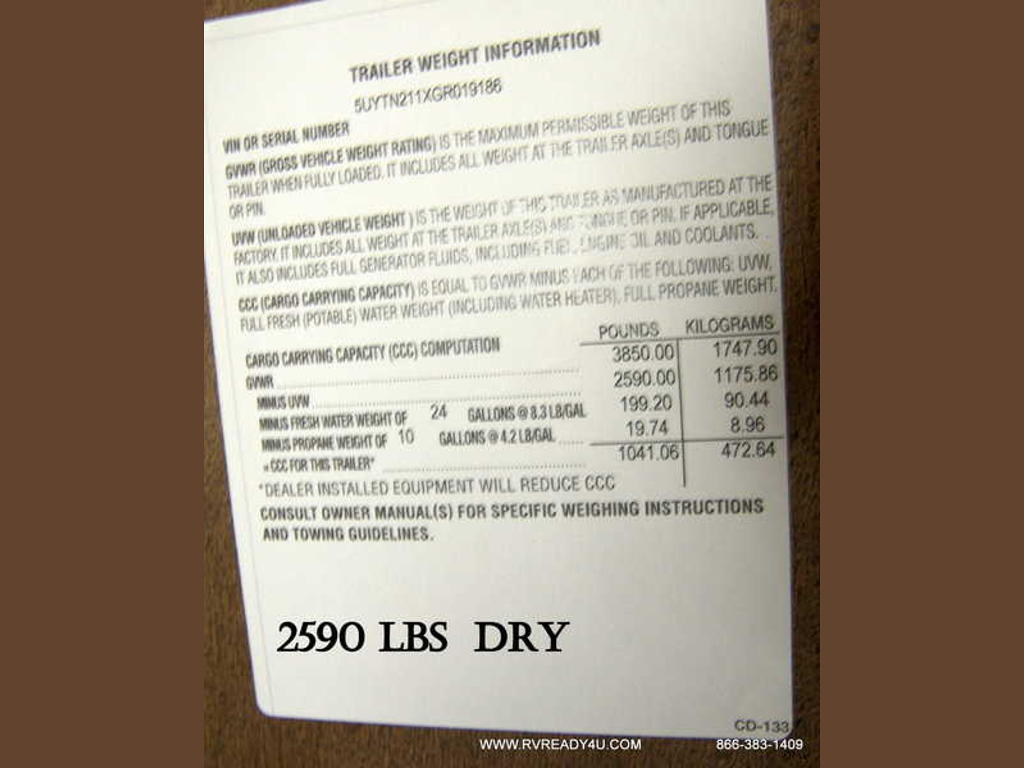 TRAILER WEIGHT INFORMATION
5UYTN211XGR019186
VIN OR SERIAL NUMBER
GVWR (GROSS VEHICLE WEIGHT RATING) IS THE MAXIMUM PERMISSIBLE WEIGHT OF THIS
TRAILER WHEN FULLY LOADED. IT INCLUDES ALL WEIGHT AT THE TRAILER AXLE(S) AND TONGUE
OR PIN.
UVW (UNLOADED VEHICLE WEIGHT ) IS THE WEIGHT OF THIS TRAILER AS MANUFACTURED AT THE
FACTORY. IT INCLUDES ALL WEIGHT AT THE TRAILER AXLE(S) AND TONGUE OR PIN. IF APPLICABLE,
IT ALSO INCLUDES FULL GENERATOR FLUIDS, INCLUDING FUEL, ENGINE OIL AND COOLANTS.
CCC (CARGO CARRYING CAPACITY) IS EQUAL TO GVWR MINUS EACH OF THE FOLLOWING: UVW,
FULL FRESH (POTABLE) WATER WEIGHT (INCLUDING WATER HEATER), FULL PROPANE WEIGHT.
CARGO CARRYING CAPACITY (CCC) COMPUTATION POUNDS KILOGRAMS
GVWR 3850.00 1747.90
MINUS UVW 2590.00 1175.86
MINUS FRESH WATER WEIGHT OF 24 GALLONS @ 8.3 LB/GAL 199.20 90.44
MINUS PROPANE WEIGHT OF 10 GALLONS @ 4.2 LB/GAL 19.74 8.96
= CCC FOR THIS TRAILER* 1041.06 472.64
*DEALER INSTALLED EQUIPMENT WILL REDUCE CCC
CONSULT OWNER MANUAL(S) FOR SPECIFIC WEIGHING INSTRUCTIONS
AND TOWING GUIDELINES.
2590 LBS DRY
CD-133
WWW.RVREADY4U.COM 866-383-1409